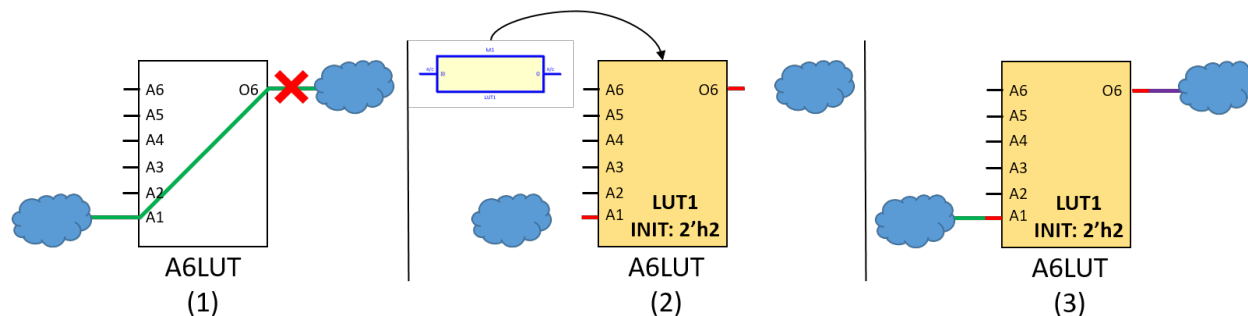 A6 O6
A5
A4
A3
A2
A1
A6LUT
(1)
LUT1
A6 O6
A5
A4
A3
A2
A1
LUT1
INIT: 2'h2
A6LUT
(2)
A6 O6
A5
A4
A3
A2
A1
LUT1
INIT: 2'h2
A6LUT
(3)